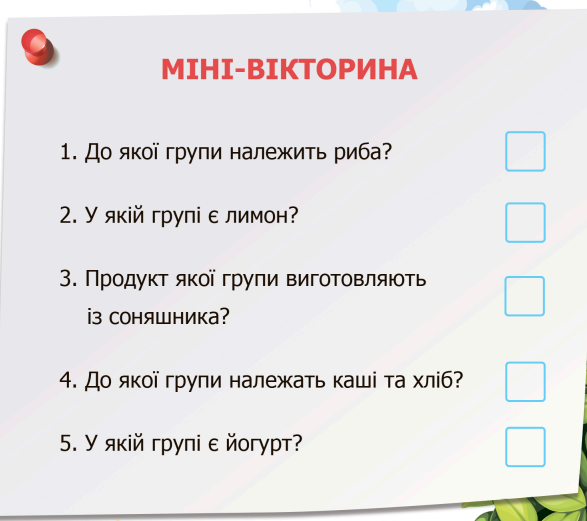 МІНІ-ВІКТОРИНА
1. До якої групи належить риба?
2. У якій групі є лимон?
3. Продукт якої групи виготовляють
із соняшника?
4. До якої групи належать каші та хліб?
5. У якій групі є йогурт?